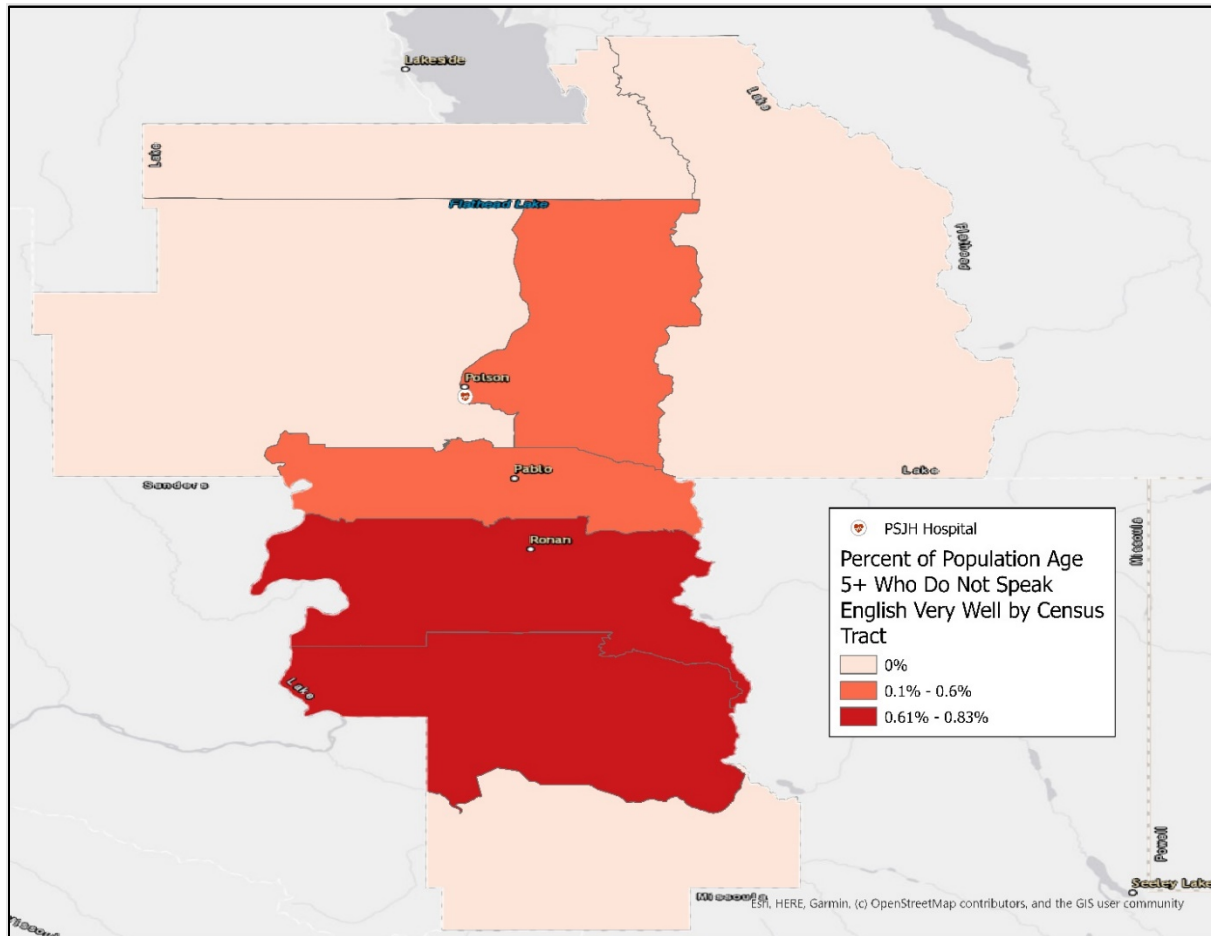 Lakeside
Lake
Lake
Flathead Lake
Flathead
Polson
Pablo
Sanders
Lake
Ronan
Lake
PSJH Hospital
Percent of Population Age
5+ Who Do Not Speak
English Very Well by Census
Tract
0%
0.1% - 0.6%
0.61% - 0.83%
Missoula
Powell
Seeley Lake
Missoula
Esri, HERE, Garmin, (c) OpenStreetMap contributors, and the GIS user community
Missoula